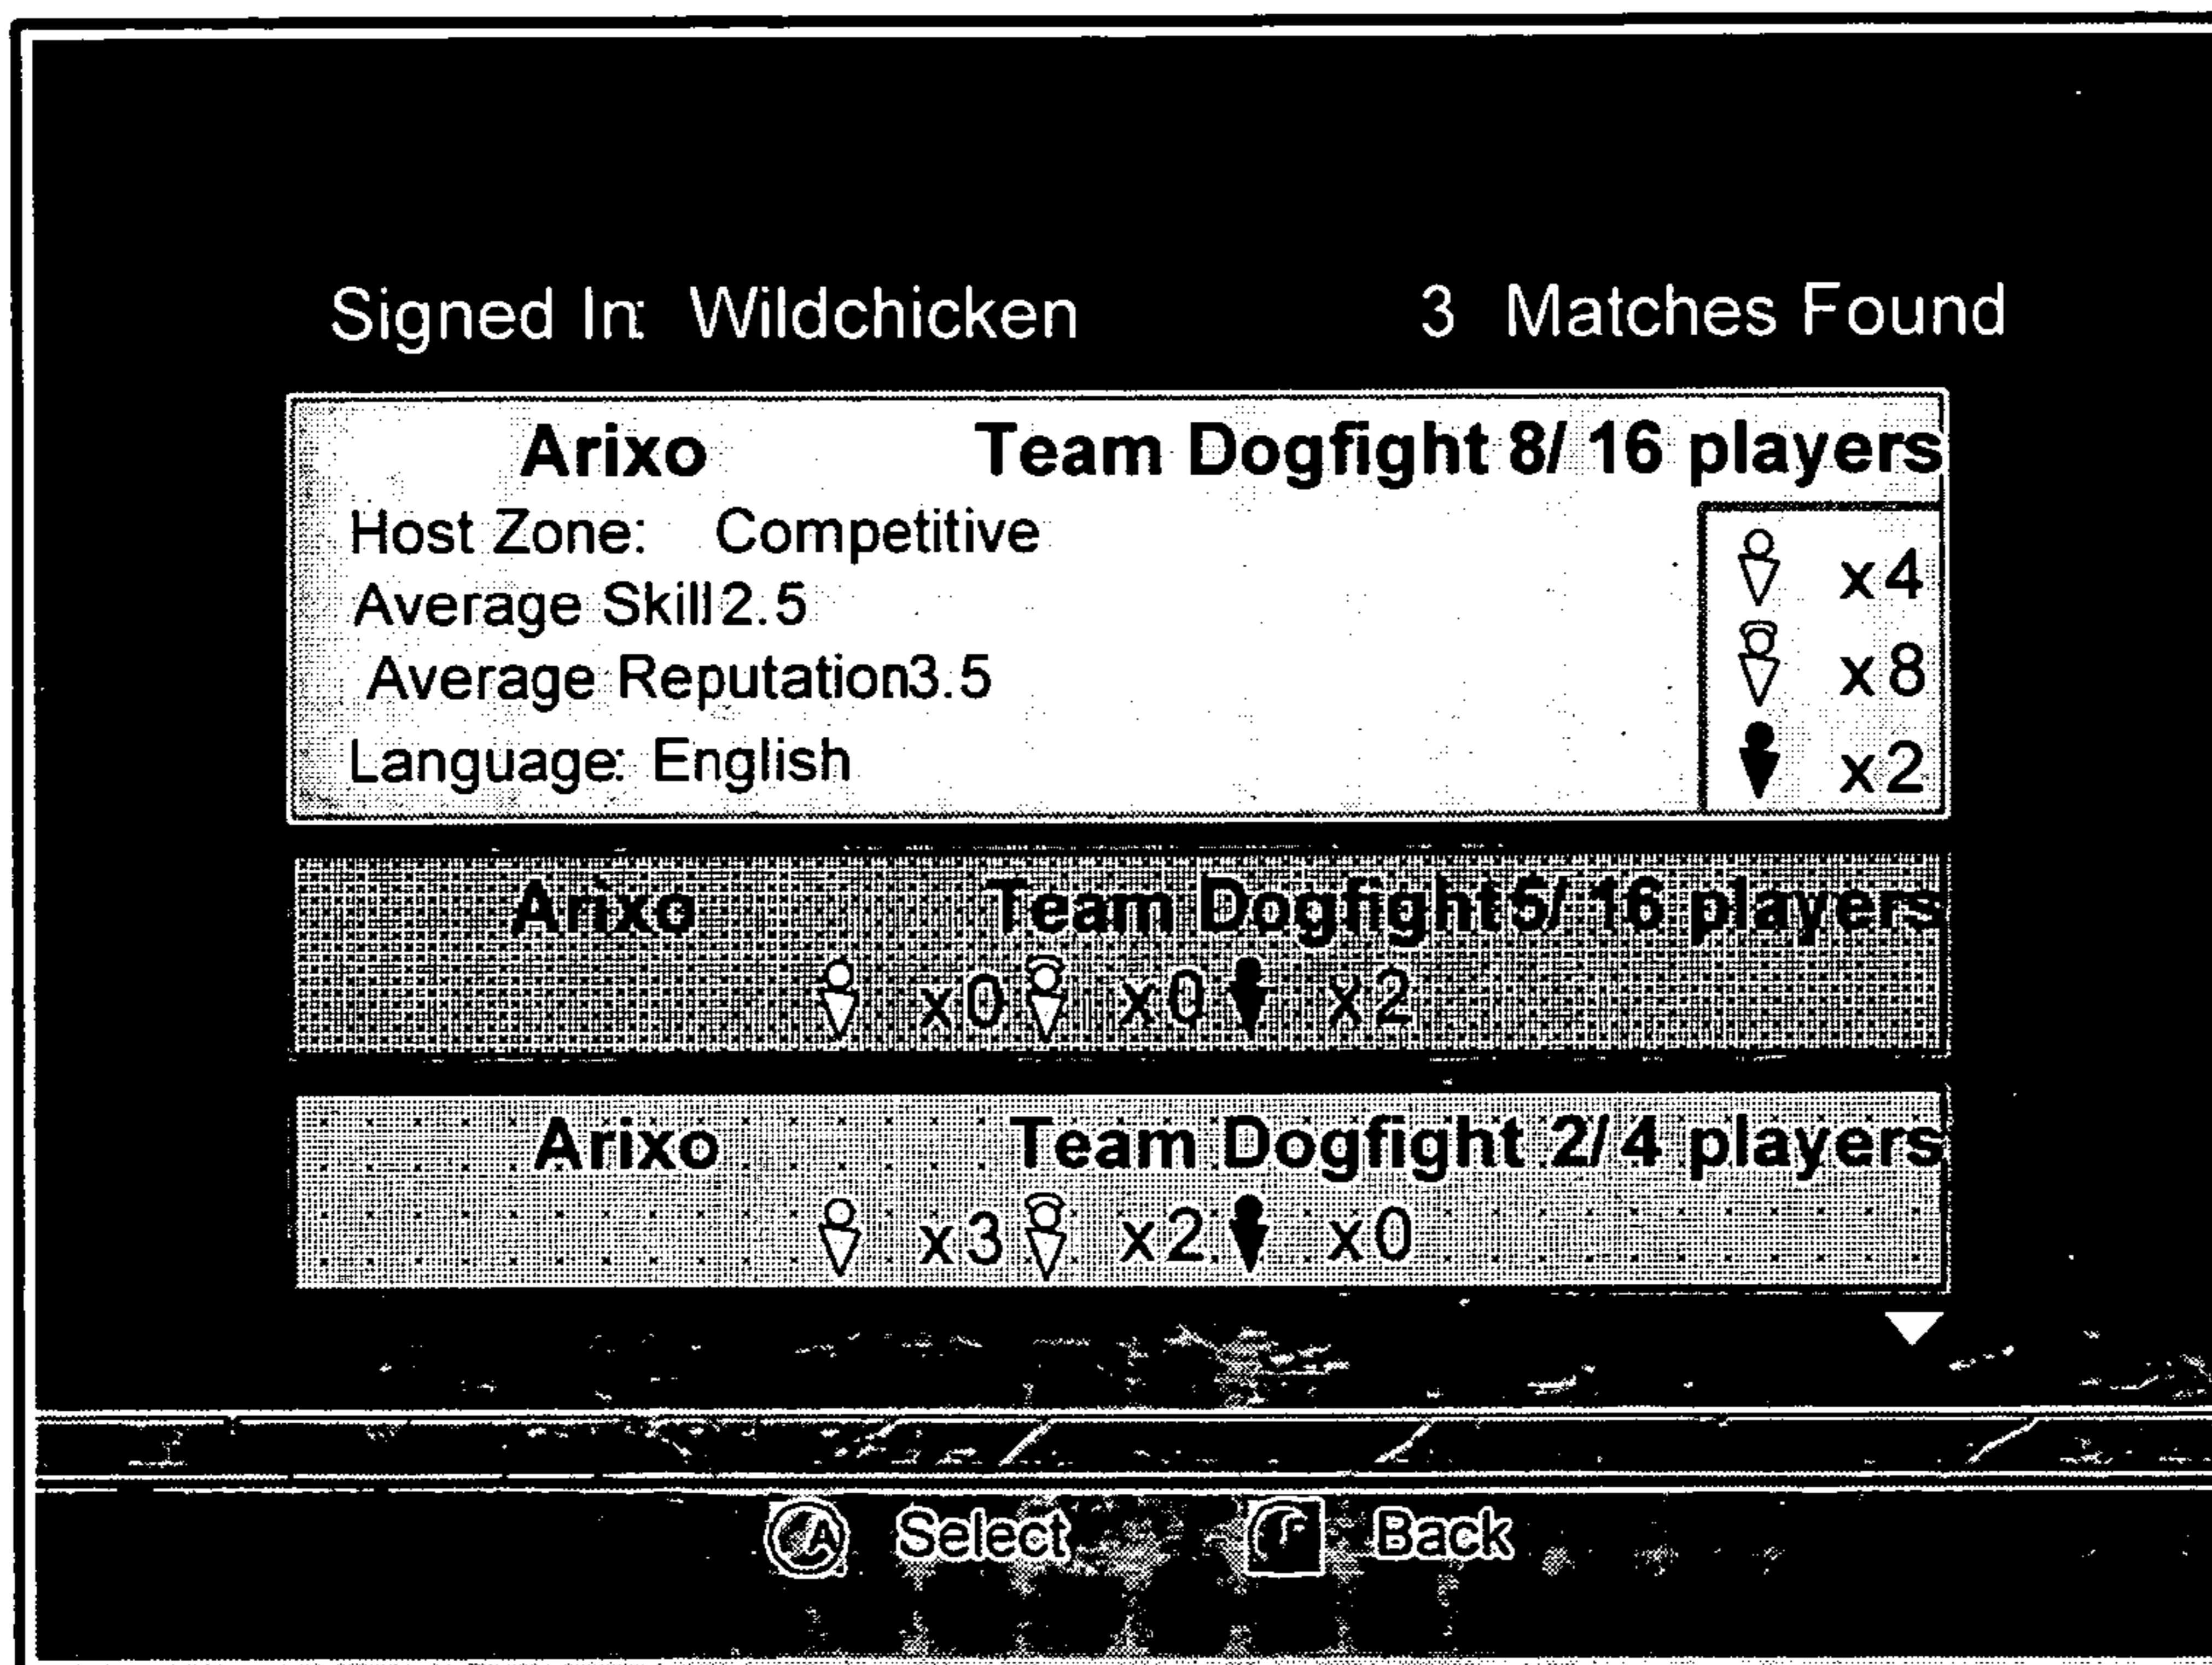 Signed In: Wildchicken 3 Matches Found
Arixo Team Dogfight 8/ 16 players
Host Zone: Competitive
Average Skill 2.5
Average Reputation 3.5
Language: English
x4
x8
x2
Arixo Team Dogfight 5/ 16 players
x0 x0 x2
Arixo Team Dogfight 2/ 4 players
x3 x2 x0
A Select Back